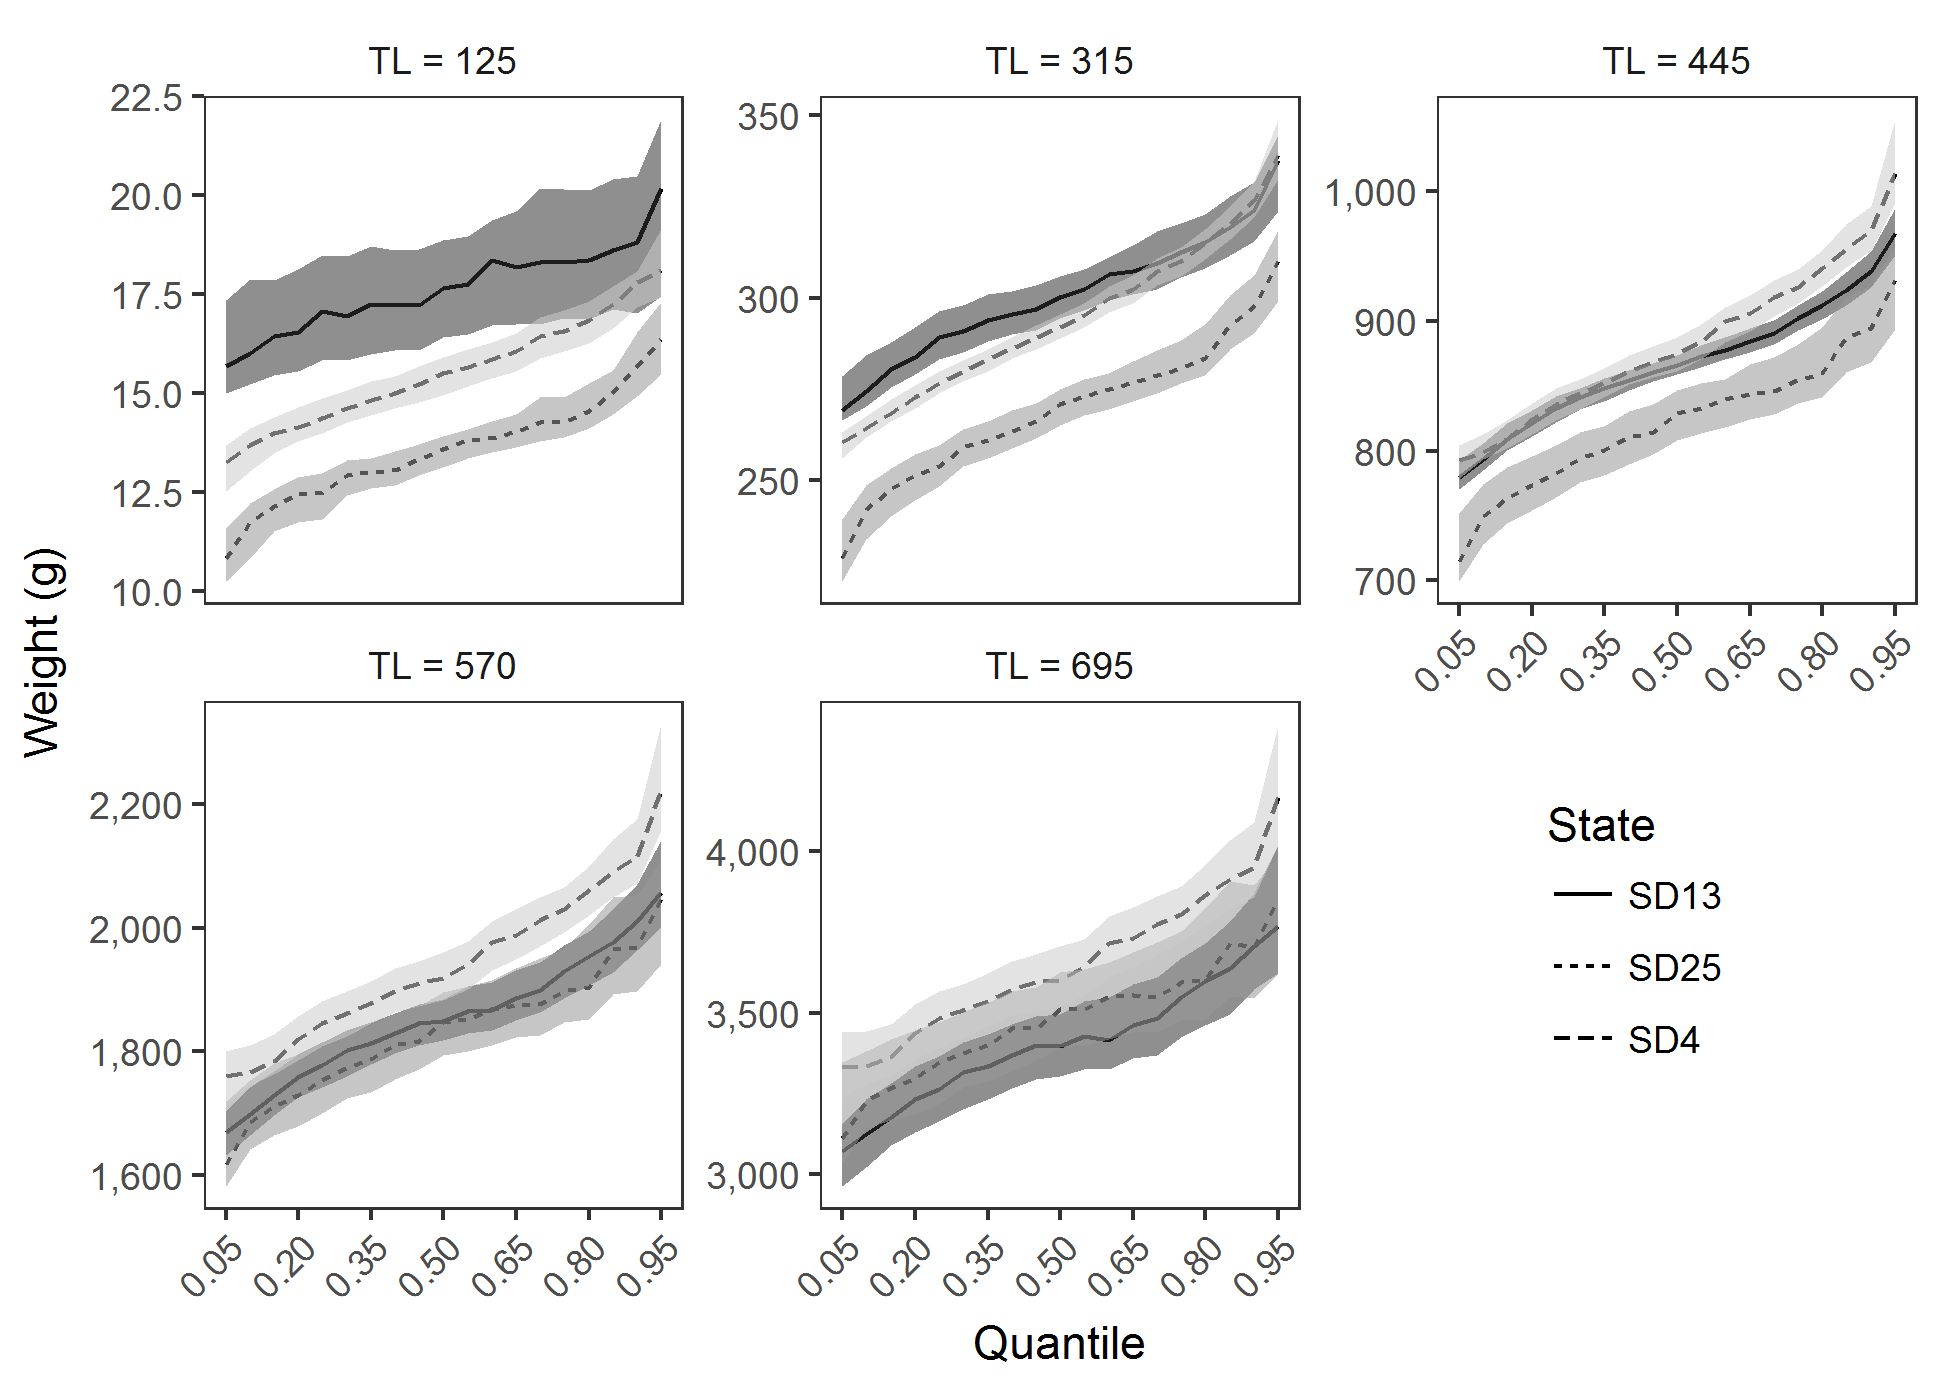 TL = 125
TL = 315
TL = 445
22.5
20.0
17.5
15.0
12.5
10.0
350
300
250
1,000
900
800
700
0.05 0.20 0.35 0.50 0.65 0.80 0.95
Weight (g)
TL = 570
TL = 695
2,200
2,000
1,800
1,600
4,000
3,500
3,000
0.05 0.20 0.35 0.50 0.65 0.80 0.95
0.05 0.20 0.35 0.50 0.65 0.80 0.95
State
SD13
SD25
SD4
Quantile